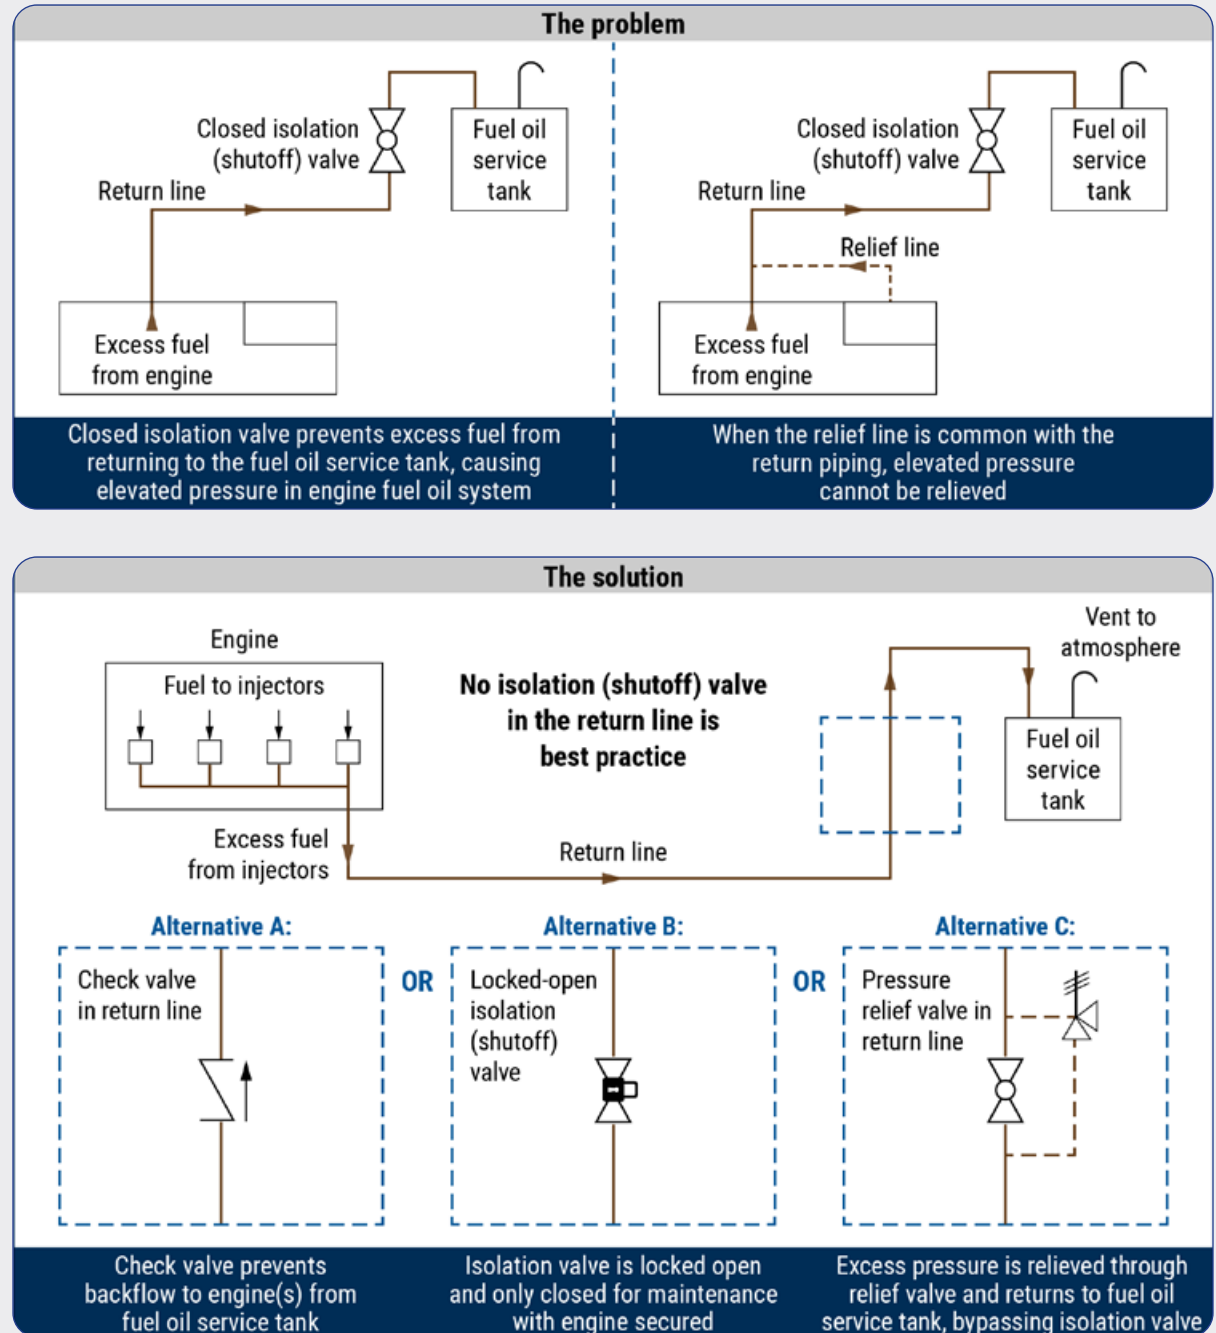 The problem
Closed isolation
(shutoff) valve
Return line
Fuel oil
service
tank
Excess fuel
from engine
Closed isolation valve prevents excess fuel from
returning to the fuel oil service tank, causing
elevated pressure in engine fuel oil system
Closed isolation
(shutoff) valve
Return line
Fuel oil
service
tank
Relief line
Excess fuel
from engine
When the relief line is common with the
return piping, elevated pressure
cannot be relieved
The solution
Engine
Fuel to injectors
Excess fuel
from injectors
No isolation (shutoff) valve
in the return line is
best practice
Return line
Vent to
atmosphere
Fuel oil
service
tank
Alternative A:
Check valve
in return line
Check valve prevents
backflow to engine(s) from
fuel oil service tank
OR
Alternative B:
Locked-open
isolation
(shutoff)
valve
Isolation valve is locked open
and only closed for maintenance
with engine secured
OR
Alternative C:
Pressure
relief valve in
return line
Excess pressure is relieved through
relief valve and returns to fuel oil
service tank, bypassing isolation valve